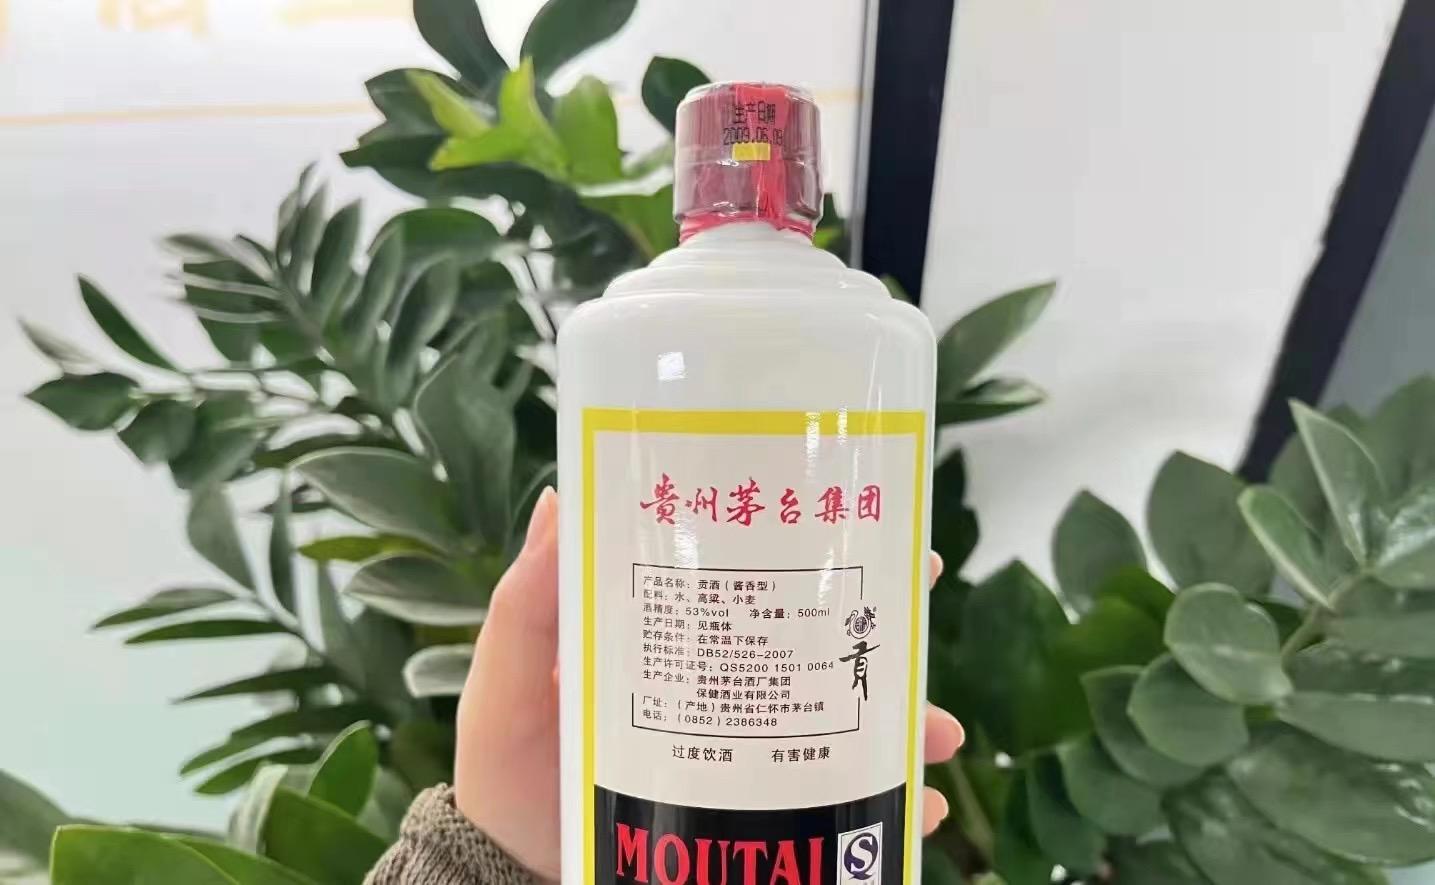 生产日期
2009.06.09
贵州茅台集团
产品名称：贡酒（酱香型）
配料：水、高粱、小麦
酒精度：53%vol 净含量：500ml
生产日期：见瓶体
贮存条件：在常温下保存
执行标准：DB52/526-2007
生产许可证号：QS5200 1501 0064
生产企业：贵州茅台酒厂集团
保健酒业有限公司
厂址：（产地）贵州省仁怀市茅台镇
电话：（0852）2386348
贡
过度饮酒 有害健康
MOUTAI